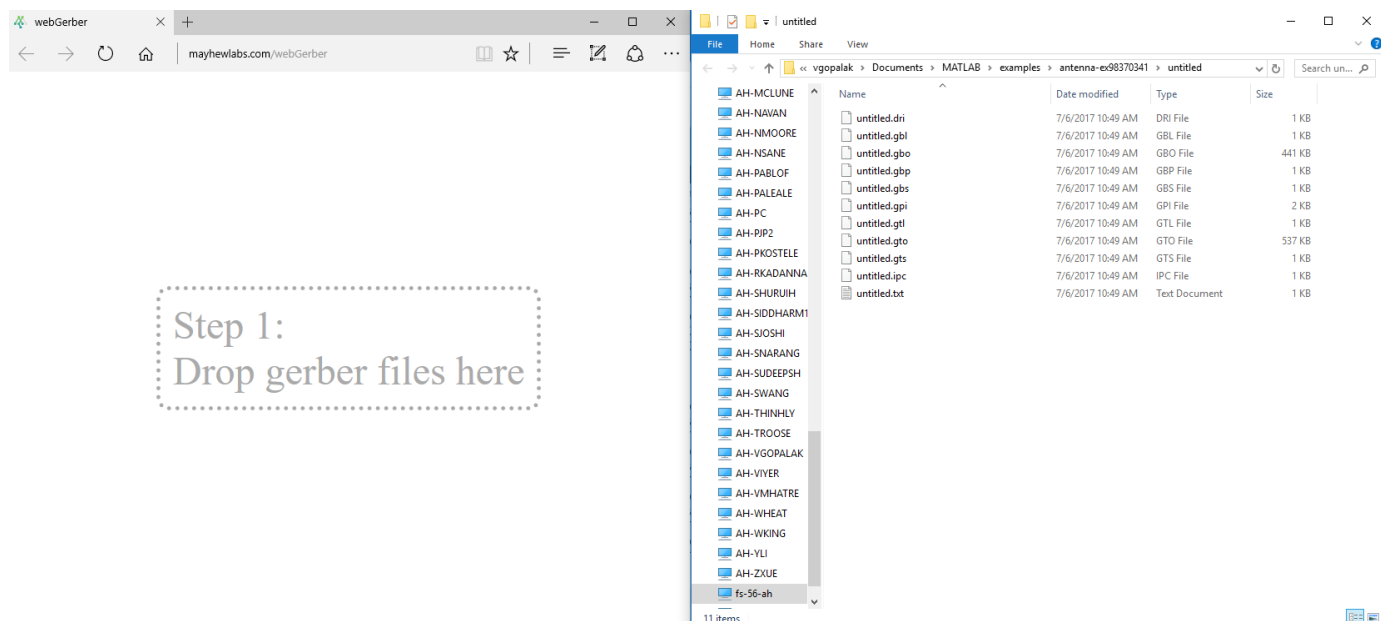 webGerber
mayhewlabs.com/webGerber
Step 1:
Drop gerber files here
untitled
File Home Share View
« vgopalak › Documents › MATLAB › examples › antenna-ex98370341 › untitled
Search un...
AH-MCLUNE
AH-NAVAN
AH-NMOORE
AH-NSANE
AH-PABLOF
AH-PALEALE
AH-PC
AH-PJP2
AH-PKOSTELE
AH-RKADANNA
AH-SHURUIH
AH-SIDDHARM1
AH-SJOSHI
AH-SNARANG
AH-SUDEEPSH
AH-SWANG
AH-THINHLY
AH-TROOSE
AH-VGOPALAK
AH-VIYER
AH-VMHATRE
AH-WHEAT
AH-WKING
AH-YLI
AH-ZXUE
fs-56-ah
Name Date modified Type Size
untitled.dri 7/6/2017 10:49 AM DRI File 1 KB
untitled.gbl 7/6/2017 10:49 AM GBL File 1 KB
untitled.gbo 7/6/2017 10:49 AM GBO File 441 KB
untitled.gbp 7/6/2017 10:49 AM GBP File 1 KB
untitled.gbs 7/6/2017 10:49 AM GBS File 1 KB
untitled.gpi 7/6/2017 10:49 AM GPI File 2 KB
untitled.gtl 7/6/2017 10:49 AM GTL File 1 KB
untitled.gto 7/6/2017 10:49 AM GTO File 537 KB
untitled.gts 7/6/2017 10:49 AM GTS File 1 KB
untitled.ipc 7/6/2017 10:49 AM IPC File 1 KB
untitled.txt 7/6/2017 10:49 AM Text Document 1 KB
11 items